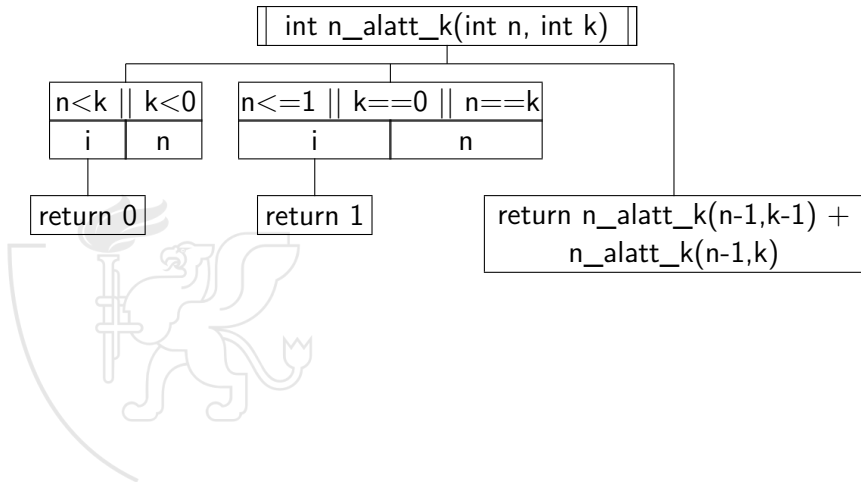 int n_alatt_k(int n, int k)
n<k || k<0
n<=1 || k==0 || n==k
i
n
i
n
return 0
return 1
return n_alatt_k(n-1,k-1) +
n_alatt_k(n-1,k)